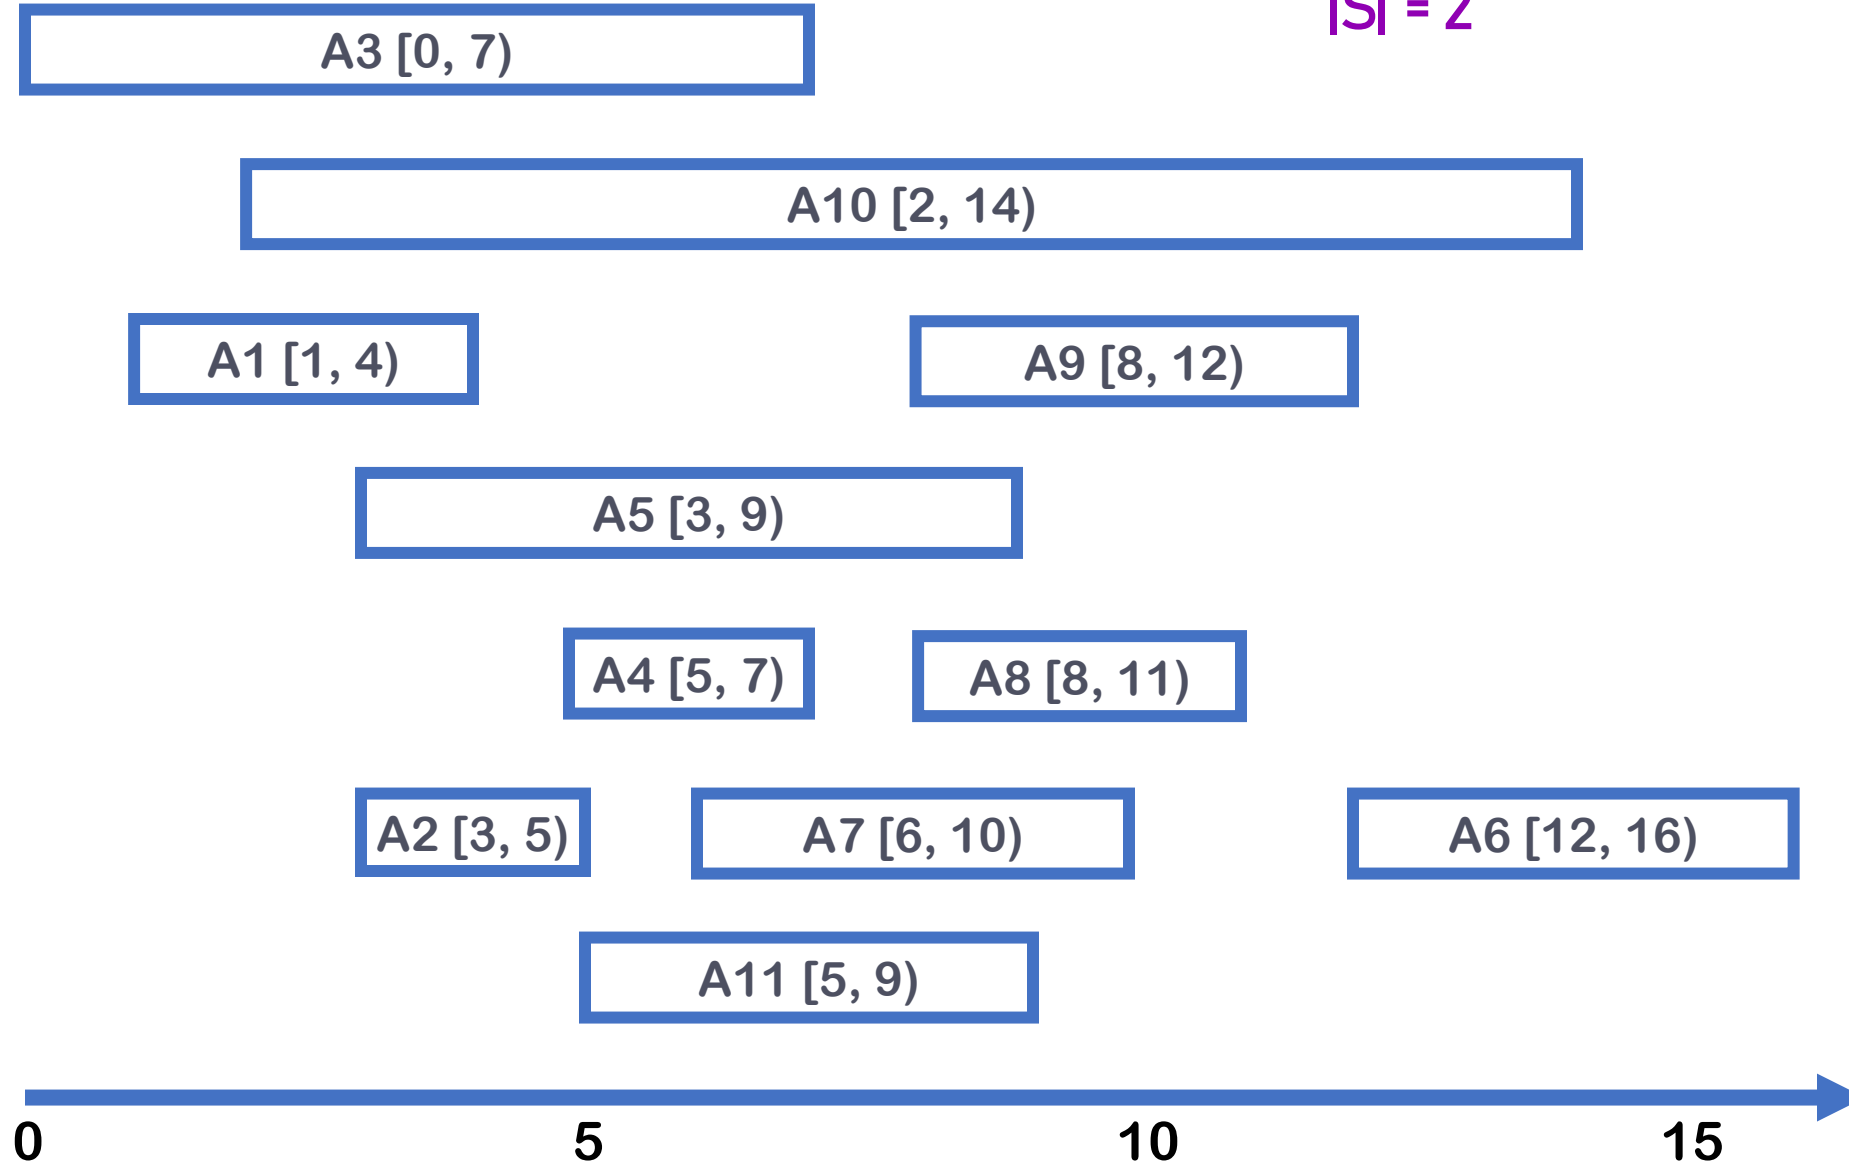 |S| = 2
A3 [0, 7)
A10 [2, 14)
A1 [1, 4)
A9 [8, 12)
A5 [3, 9)
A4 [5, 7)
A8 [8, 11)
A2 [3, 5)
A7 [6, 10)
A6 [12, 16)
A11 [5, 9)
0 5 10 15